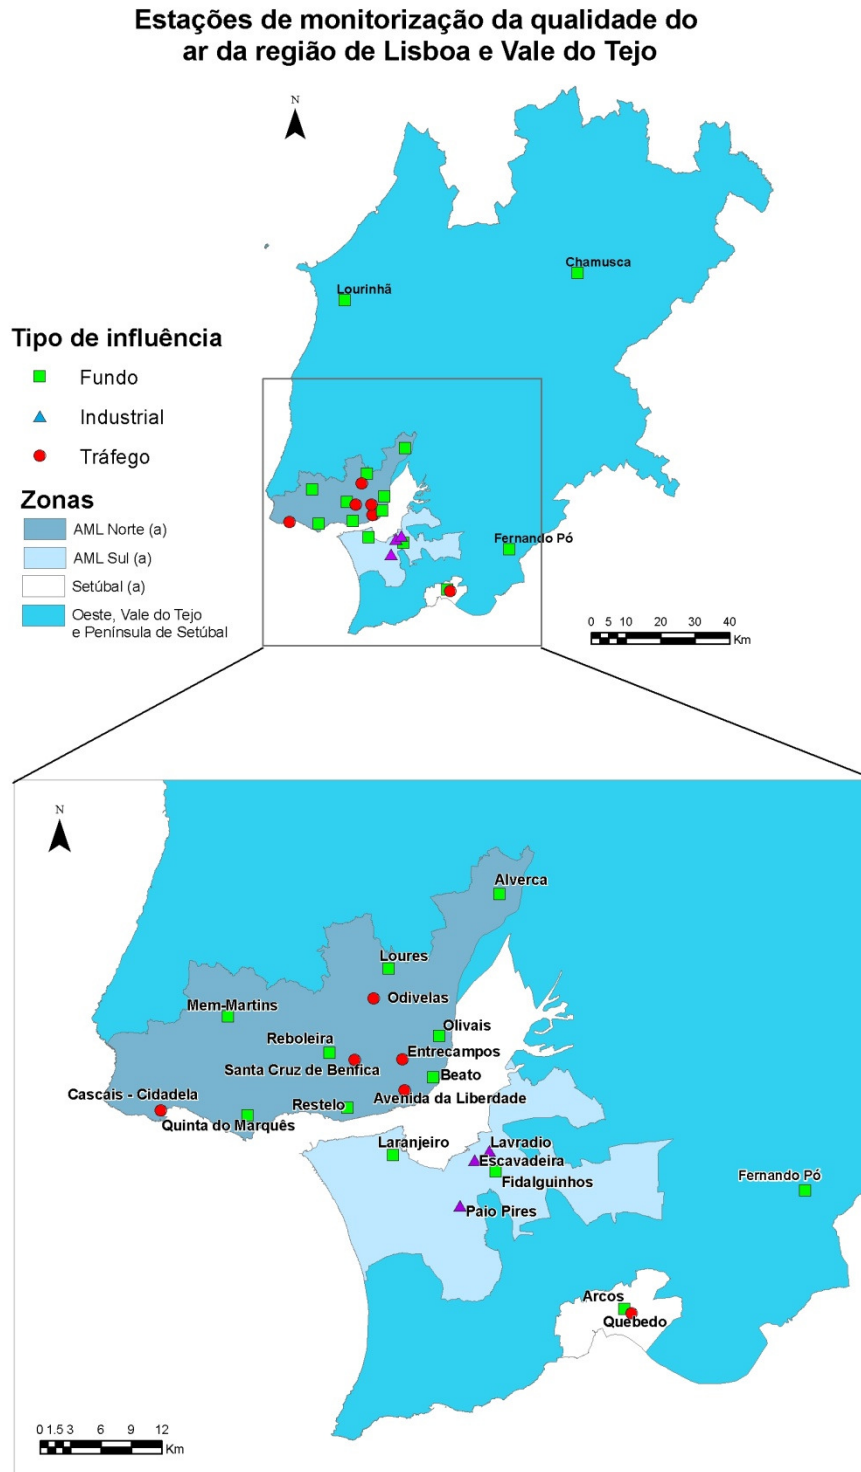 Estações de monitorização da qualidade do
ar da região de Lisboa e Vale do Tejo
N
Chamusca
Lourinhã
Tipo de influência
Fundo
Industrial
Tráfego
Zonas
AML Norte (a)
AML Sul (a)
Setúbal (a)
Oeste, Vale do Tejo
e Península de Setúbal
Fernando Pó
0 5 10 20 30 40
Km
N
Alverca
Loures
Odivelas
Mem-Martins
Olivais
Reboleira
Entrecampos
Santa Cruz de Benfica
Beato
Cascais - Cidadela
Avenida da Liberdade
Restelo
Quinta do Marquês
Laranjeiro
Lavradio
Escavadeira
Fidalguinhos
Fernando Pó
Paio Pires
Arcos
Quebedo
0 1.5 3 6 9 12
Km